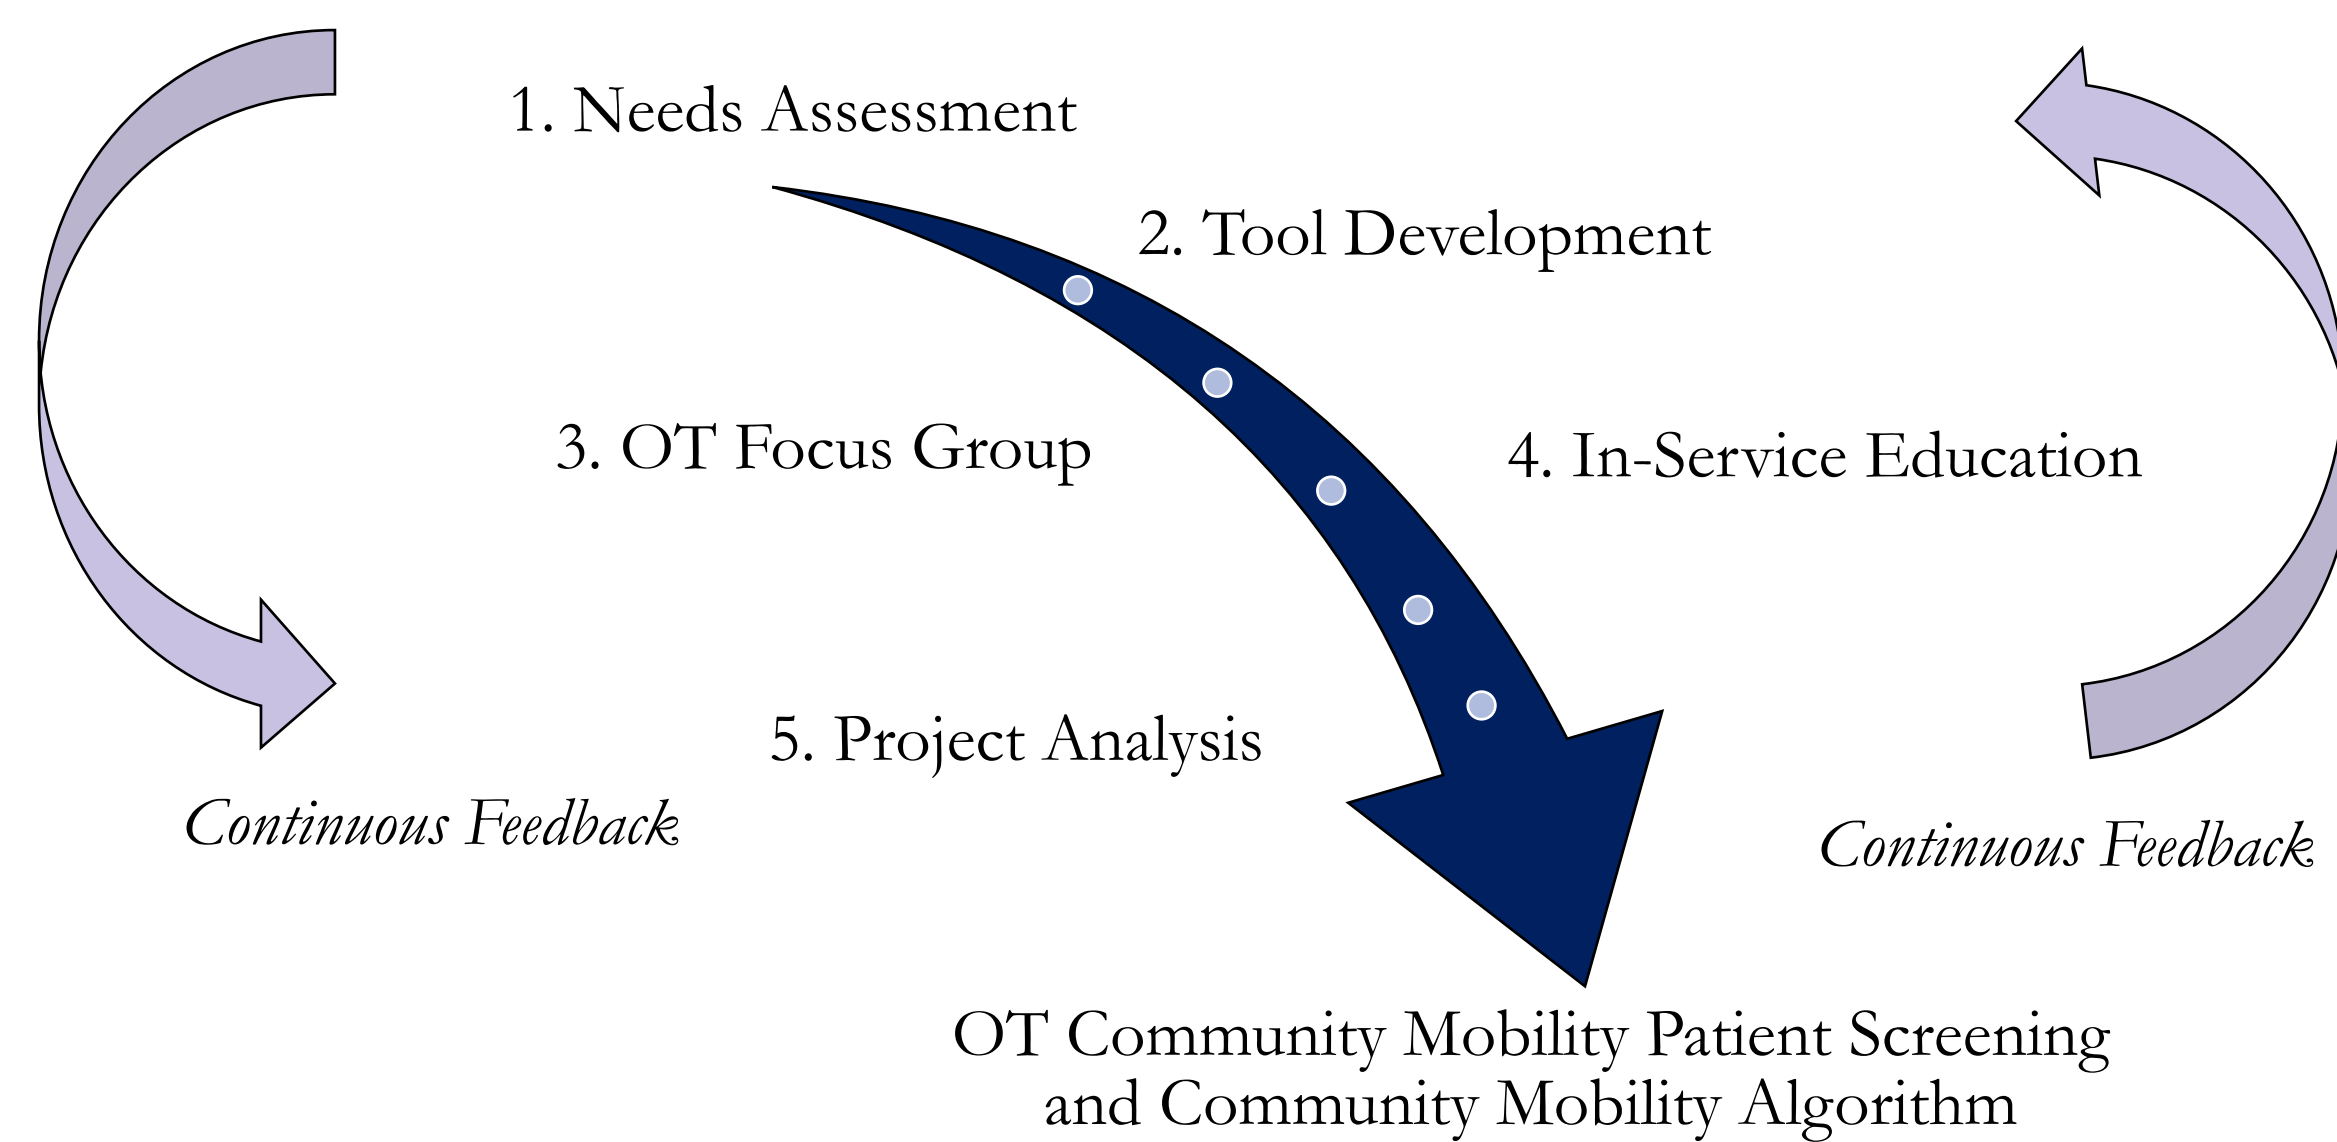 1. Needs Assessment
2. Tool Development
3. OT Focus Group
4. In-Service Education
5. Project Analysis
Continuous Feedback
Continuous Feedback
OT Community Mobility Patient Screening
and Community Mobility Algorithm